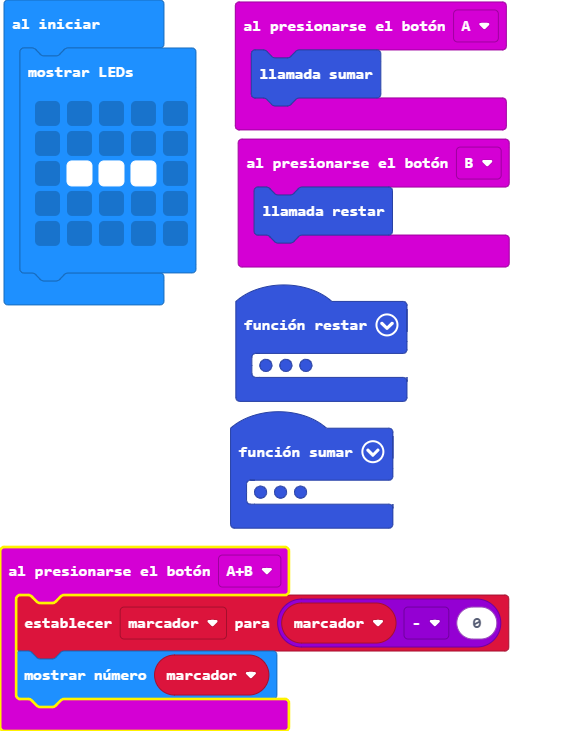 al iniciar
mostrar LEDs
al presionarse el botón A
llamada sumar
al presionarse el botón B
llamada restar
función restar
función sumar
al presionarse el botón A+B
establecer marcador para marcador - 0
mostrar número marcador